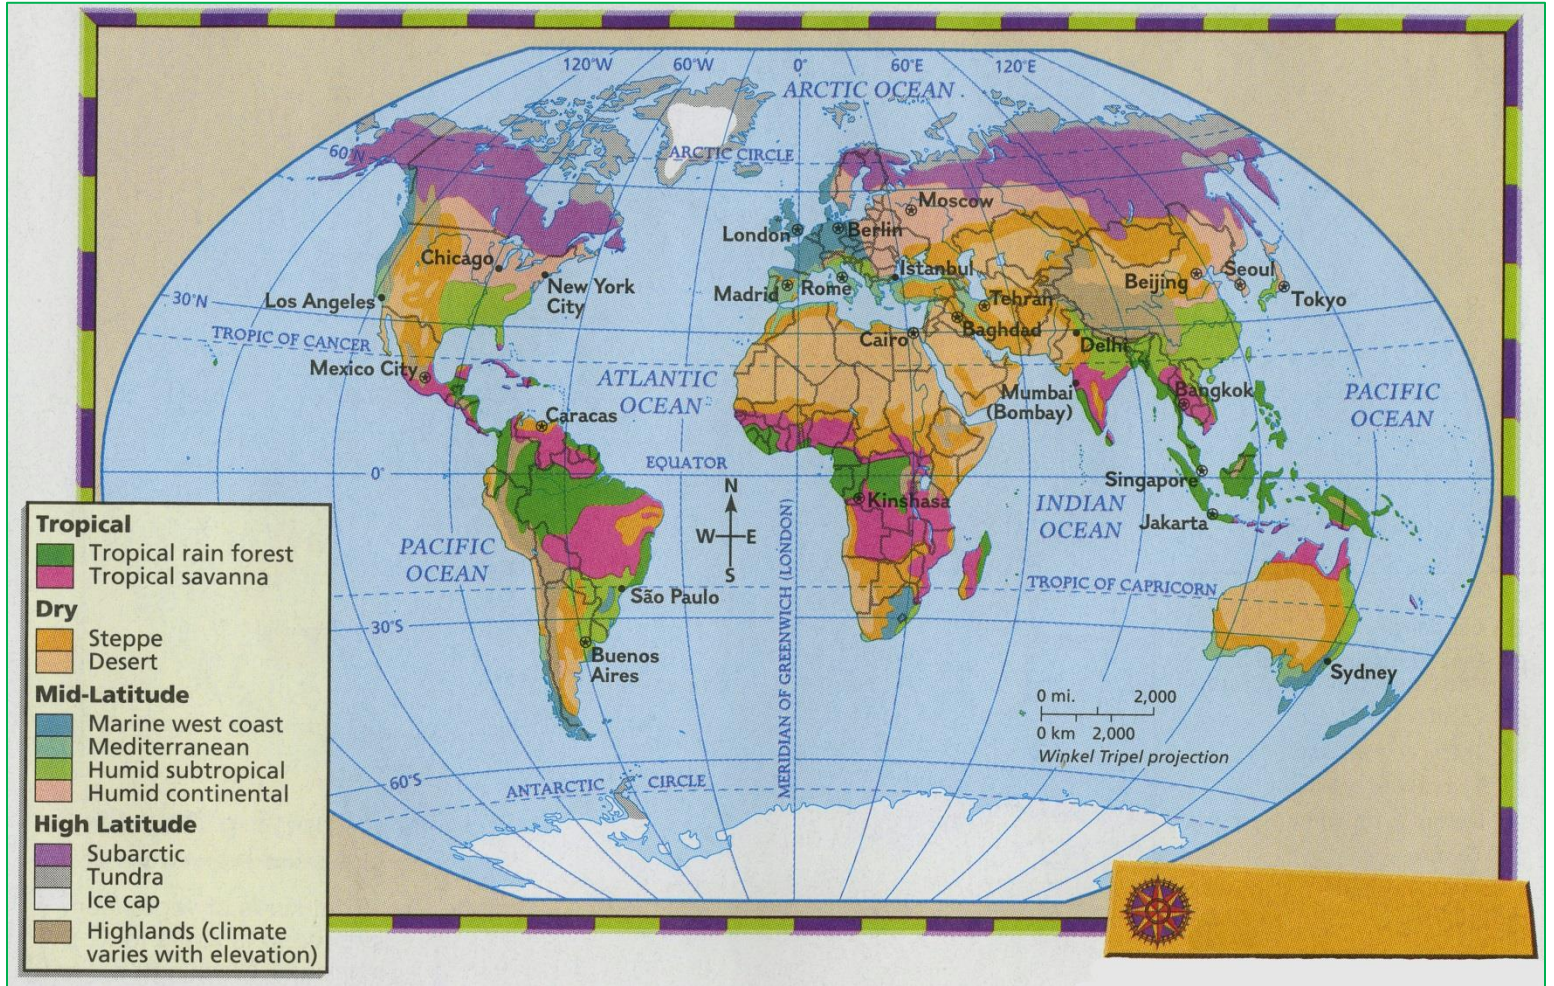 120°W
60°W
0°
60°E
120°E
ARCTIC OCEAN
60°N
ARCTIC CIRCLE
Moscow
London
Berlin
Chicago
Istanbul
Beijing
Seoul
New York
City
Madrid
Rome
Tehran
Tokyo
30°N
Los Angeles
Baghdad
Cairo
Delhi
TROPIC OF CANCER
Mexico City
ATLANTIC
OCEAN
Mumbai
(Bombay)
Bangkok
PACIFIC
OCEAN
Caracas
EQUATOR
0°
Singapore
N
W
E
S
Kinshasa
INDIAN
OCEAN
Jakarta
PACIFIC
OCEAN
MERIDIAN OF GREENWICH (LONDON)
TROPIC OF CAPRICORN
São Paulo
30°S
Buenos
Aires
Sydney
0 mi. 2,000
0 km 2,000
Winkel Tripel projection
60°S
ANTARCTIC CIRCLE
Tropical
Tropical rain forest
Tropical savanna
Dry
Steppe
Desert
Mid-Latitude
Marine west coast
Mediterranean
Humid subtropical
Humid continental
High Latitude
Subarctic
Tundra
Ice cap
Highlands (climate
varies with elevation)